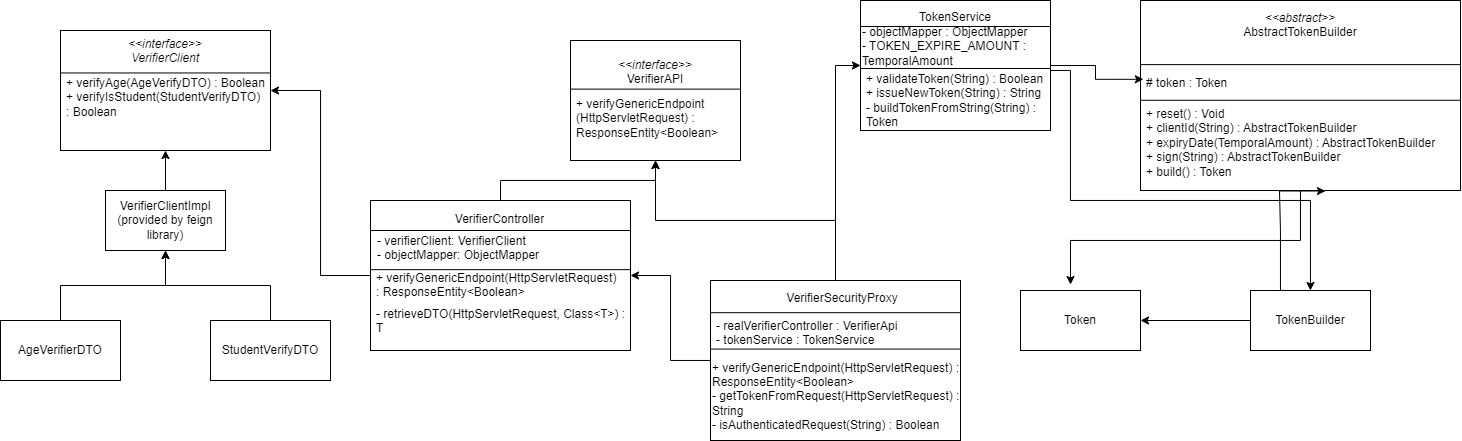 <<interface>>
VerifierClient
+ verifyAge(AgeVerifyDTO) : Boolean
+ verifyIsStudent(StudentVerifyDTO)
: Boolean
VerifierClientImpl
(provided by feign
library)
AgeVerifierDTO
StudentVerifyDTO
<<interface>>
VerifierAPI
+ verifyGenericEndpoint
(HttpServletRequest) :
ResponseEntity<Boolean>
VerifierController
- verifierClient: VerifierClient
- objectMapper: ObjectMapper
+ verifyGenericEndpoint(HttpServletRequest)
: ResponseEntity<Boolean>
- retrieveDTO(HttpServletRequest, Class<T>) :
T
VerifierSecurityProxy
- realVerifierController : VerifierApi
- tokenService : TokenService
+ verifyGenericEndpoint(HttpServletRequest) :
ResponseEntity<Boolean>
- getTokenFromRequest(HttpServletRequest) :
String
- isAuthenticatedRequest(String) : Boolean
TokenService
- objectMapper : ObjectMapper
- TOKEN_EXPIRE_AMOUNT :
TemporalAmount
+ validateToken(String) : Boolean
+ issueNewToken(String) : String
- buildTokenFromString(String) :
Token
<<abstract>>
AbstractTokenBuilder
# token : Token
+ reset() : Void
+ clientId(String) : AbstractTokenBuilder
+ expiryDate(TemporalAmount) : AbstractTokenBuilder
+ sign(String) : AbstractTokenBuilder
+ build() : Token
Token
TokenBuilder